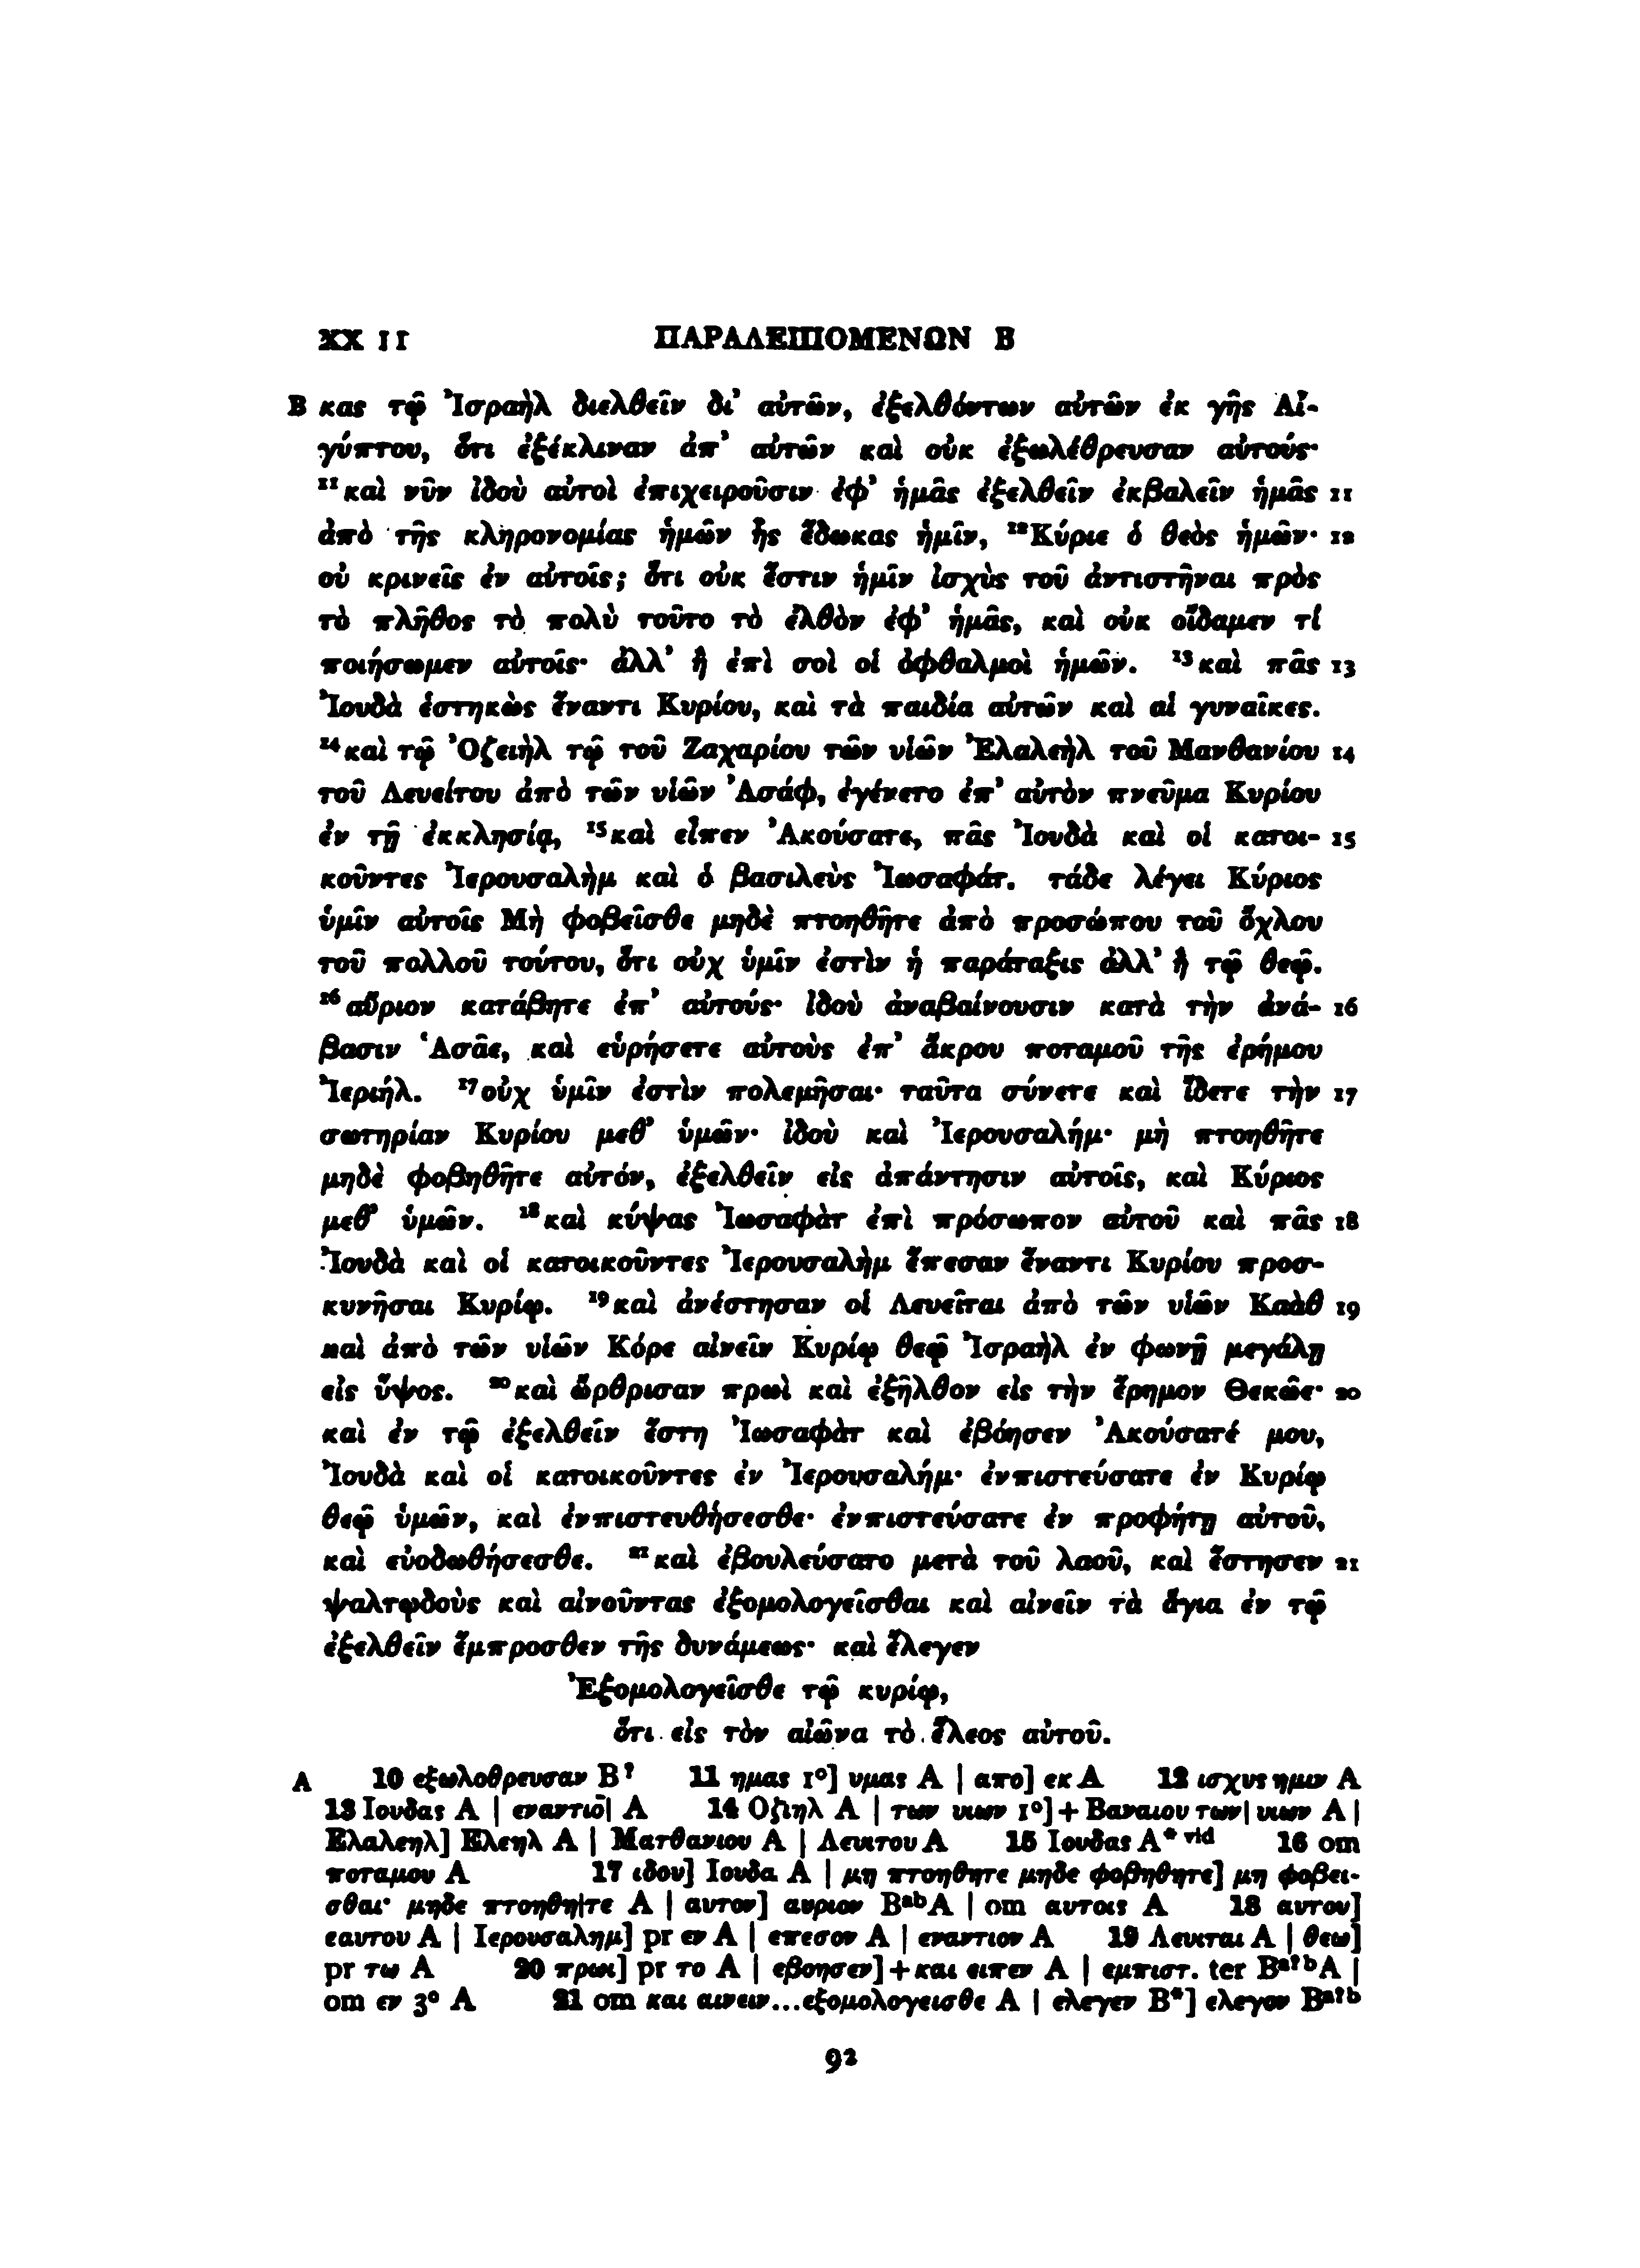 XX 11 ΠΑΡΑΛΕΙΠΟΜΕΝΩΝ Β
B κας τῷ Ἰσραὴλ διελθεῖν δι’ αὐτῶν, ἐξελθόντων αὐτῶν ἐκ γῆς Αἰ-
γύπτου, ὅτι ἐξέκλιναν ἀπ’ αὐτῶν καὶ οὐκ ἐξωλέθρευσαν αὐτούς·
¹¹καὶ νῦν ἰδοὺ αὐτοὶ ἐπιχειροῦσιν ἐφ’ ἡμᾶς ἐξελθεῖν ἐκβαλεῖν ἡμᾶς 11
ἀπὸ τῆς κληρονομίας ἡμῶν ἧς ἔδωκας ἡμῖν, ¹²Κύριε ὁ θεὸς ἡμῶν· 12
οὐ κρινεῖς ἐν αὐτοῖς; ὅτι οὐκ ἔστιν ἡμῖν ἰσχὺς τοῦ ἀντιστῆναι πρὸς
τὸ πλῆθος τὸ πολὺ τοῦτο τὸ ἐλθὸν ἐφ’ ἡμᾶς, καὶ οὐκ οἴδαμεν τί
ποιήσωμεν αὐτοῖς· ἀλλ’ ἢ ἐπὶ σοὶ οἱ ὀφθαλμοὶ ἡμῶν. ¹³καὶ πᾶς 13
Ἰουδὰ ἑστηκὼς ἔναντι Κυρίου, καὶ τὰ παιδία αὐτῶν καὶ αἱ γυναῖκες.
¹⁴καὶ τῷ Ὀζειὴλ τῷ τοῦ Ζαχαρίου τῶν υἱῶν Ἐλαλεὴλ τοῦ Μανθανίου 14
τοῦ Λευείτου ἀπὸ τῶν υἱῶν Ἀσάφ, ἐγένετο ἐπ’ αὐτὸν πνεῦμα Κυρίου
ἐν τῇ ἐκκλησίᾳ, ¹⁵καὶ εἶπεν Ἀκούσατε, πᾶς Ἰουδὰ καὶ οἱ κατοι- 15
κοῦντες Ἰερουσαλὴμ καὶ ὁ βασιλεὺς Ἰωσαφάτ. τάδε λέγει Κύριος
ὑμῖν αὐτοῖς Μὴ φοβεῖσθε μηδὲ πτοηθῆτε ἀπὸ προσώπου τοῦ ὄχλου
τοῦ πολλοῦ τούτου, ὅτι οὐχ ὑμῖν ἐστὶν ἡ παράταξις ἀλλ’ ἢ τῷ θεῷ.
¹⁶αὔριον κατάβητε ἐπ’ αὐτούς· ἰδοὺ ἀναβαίνουσιν κατὰ τὴν ἀνά- 16
βασιν Ἁσᾶε, καὶ εὑρήσετε αὐτοὺς ἐπ’ ἄκρου ποταμοῦ τῆς ἐρήμου
Ἰεριήλ. ¹⁷οὐχ ὑμῖν ἐστὶν πολεμῆσαι· ταῦτα σύνετε καὶ ἴδετε τὴν 17
σωτηρίαν Κυρίου μεθ’ ὑμῶν· ἰδοὺ καὶ Ἰερουσαλήμ· μὴ πτοηθῆτε
μηδὲ φοβηθῆτε αὐτόν, ἐξελθεῖν εἰς ἀπάντησιν αὐτοῖς, καὶ Κύριος
μεθ’ ὑμῶν. ¹⁸καὶ κύψας Ἰωσαφὰτ ἐπὶ πρόσωπον αὐτοῦ καὶ πᾶς 18
Ἰουδὰ καὶ οἱ κατοικοῦντες Ἰερουσαλὴμ ἔπεσαν ἔναντι Κυρίου προσ-
κυνῆσαι Κυρίῳ. ¹⁹καὶ ἀνέστησαν οἱ Λευεῖται ἀπὸ τῶν υἱῶν Καὰθ 19
καὶ ἀπὸ τῶν υἱῶν Κόρε αἰνεῖν Κυρίῳ θεῷ Ἰσραὴλ ἐν φωνῇ μεγάλῃ
εἰς ὕψος. ²⁰καὶ ὤρθρισαν πρωὶ καὶ ἐξῆλθον εἰς τὴν ἔρημον Θεκῶε· 20
καὶ ἐν τῷ ἐξελθεῖν ἔστη Ἰωσαφὰτ καὶ ἐβόησεν Ἀκούσατέ μου,
Ἰουδὰ καὶ οἱ κατοικοῦντες ἐν Ἰερουσαλήμ· ἐνπιστεύσατε ἐν Κυρίῳ
θεῷ ὑμῶν, καὶ ἐνπιστευθήσεσθε· ἐνπιστεύσατε ἐν προφήτῃ αὐτοῦ,
καὶ εὐοδωθήσεσθε. ²¹καὶ ἐβουλεύσατο μετὰ τοῦ λαοῦ, καὶ ἔστησεν 21
ψαλτῳδοὺς καὶ αἰνοῦντας ἐξομολογεῖσθαι καὶ αἰνεῖν τὰ ἅγια ἐν τῷ
ἐξελθεῖν ἔμπροσθεν τῆς δυνάμεως· καὶ ἔλεγεν
Ἐξομολογεῖσθε τῷ κυρίῳ,
ὅτι εἰς τὸν αἰῶνα τὸ ἔλεος αὐτοῦ.
A 10 εξωλοθρευσαν B? 11 ημας 1°] υμας A | απο] εκ A 12 ισχυς ημιν A
13 Ιουδας A | εναντιο̄| A 14 Οζιηλ A | των υιων 1°] + Βαναιου των| υιων A |
Ελαλεηλ] Ελεηλ A | Ματθανιου A | Λευιτου A 15 Ιουδας A* vid 16 om
ποταμου A 17 ιδου] Ιουδα A | μη πτοηθητε μηδε φοβηθητε] μη φοβει-
σθαι· μηδε πτοηθη|τε A | αυτον] αυριον Bᵃᵇ A | om αυτοις A 18 αυτου]
εαυτου A | Ιερουσαλημ] pr εν A | επεσον A | εναντιον A 19 Λευιται A | θεω]
pr τω A 20 πρωι] pr το A | εβοησεν] + και ειπεν A | εμπιστ. ter Bᵃ?ᵇ A |
om εν 3° A 21 om και αινειν...εξομολογεισθε A | ελεγεν B*] ελεγον Bᵃ?ᵇ
92